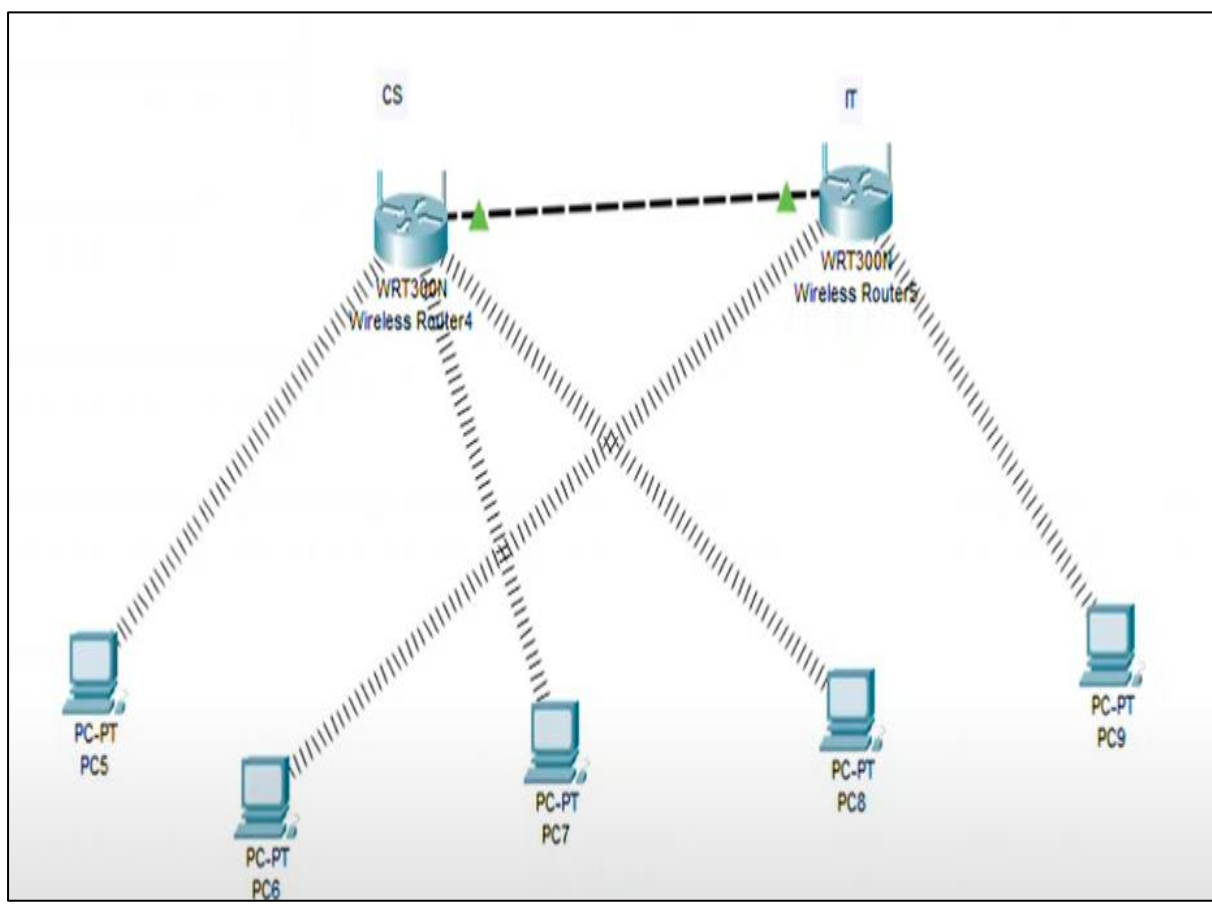 CS
IT
WRT300N
Wireless Router4
WRT300N
Wireless Router5
PC-PT
PC5
PC-PT
PC6
PC-PT
PC7
PC-PT
PC8
PC-PT
PC9